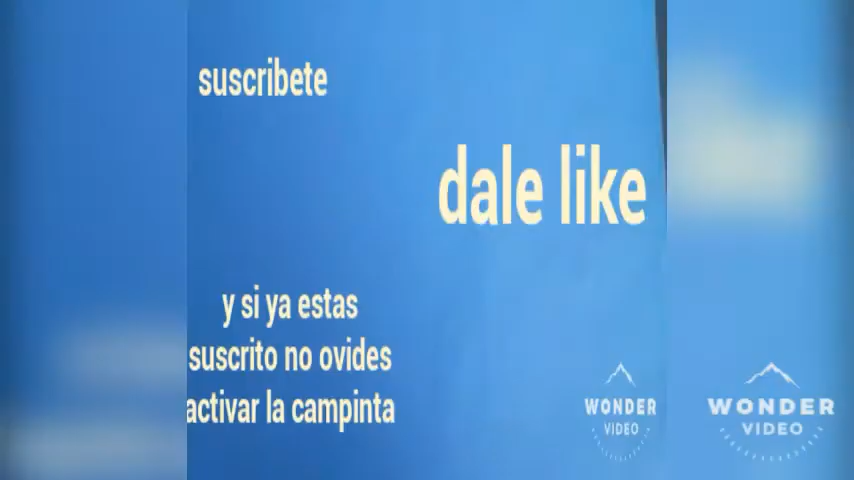 suscribete
dale like
y si ya estas
suscrito no ovides
activar la campinta
WONDER
VIDEO
WONDER
VIDEO